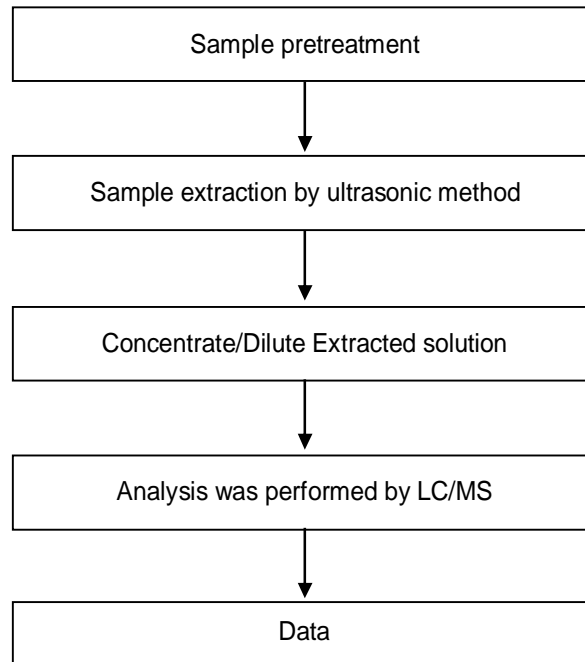 Sample pretreatment
Sample extraction by ultrasonic method
Concentrate/Dilute Extracted solution
Analysis was performed by LC/MS
Data